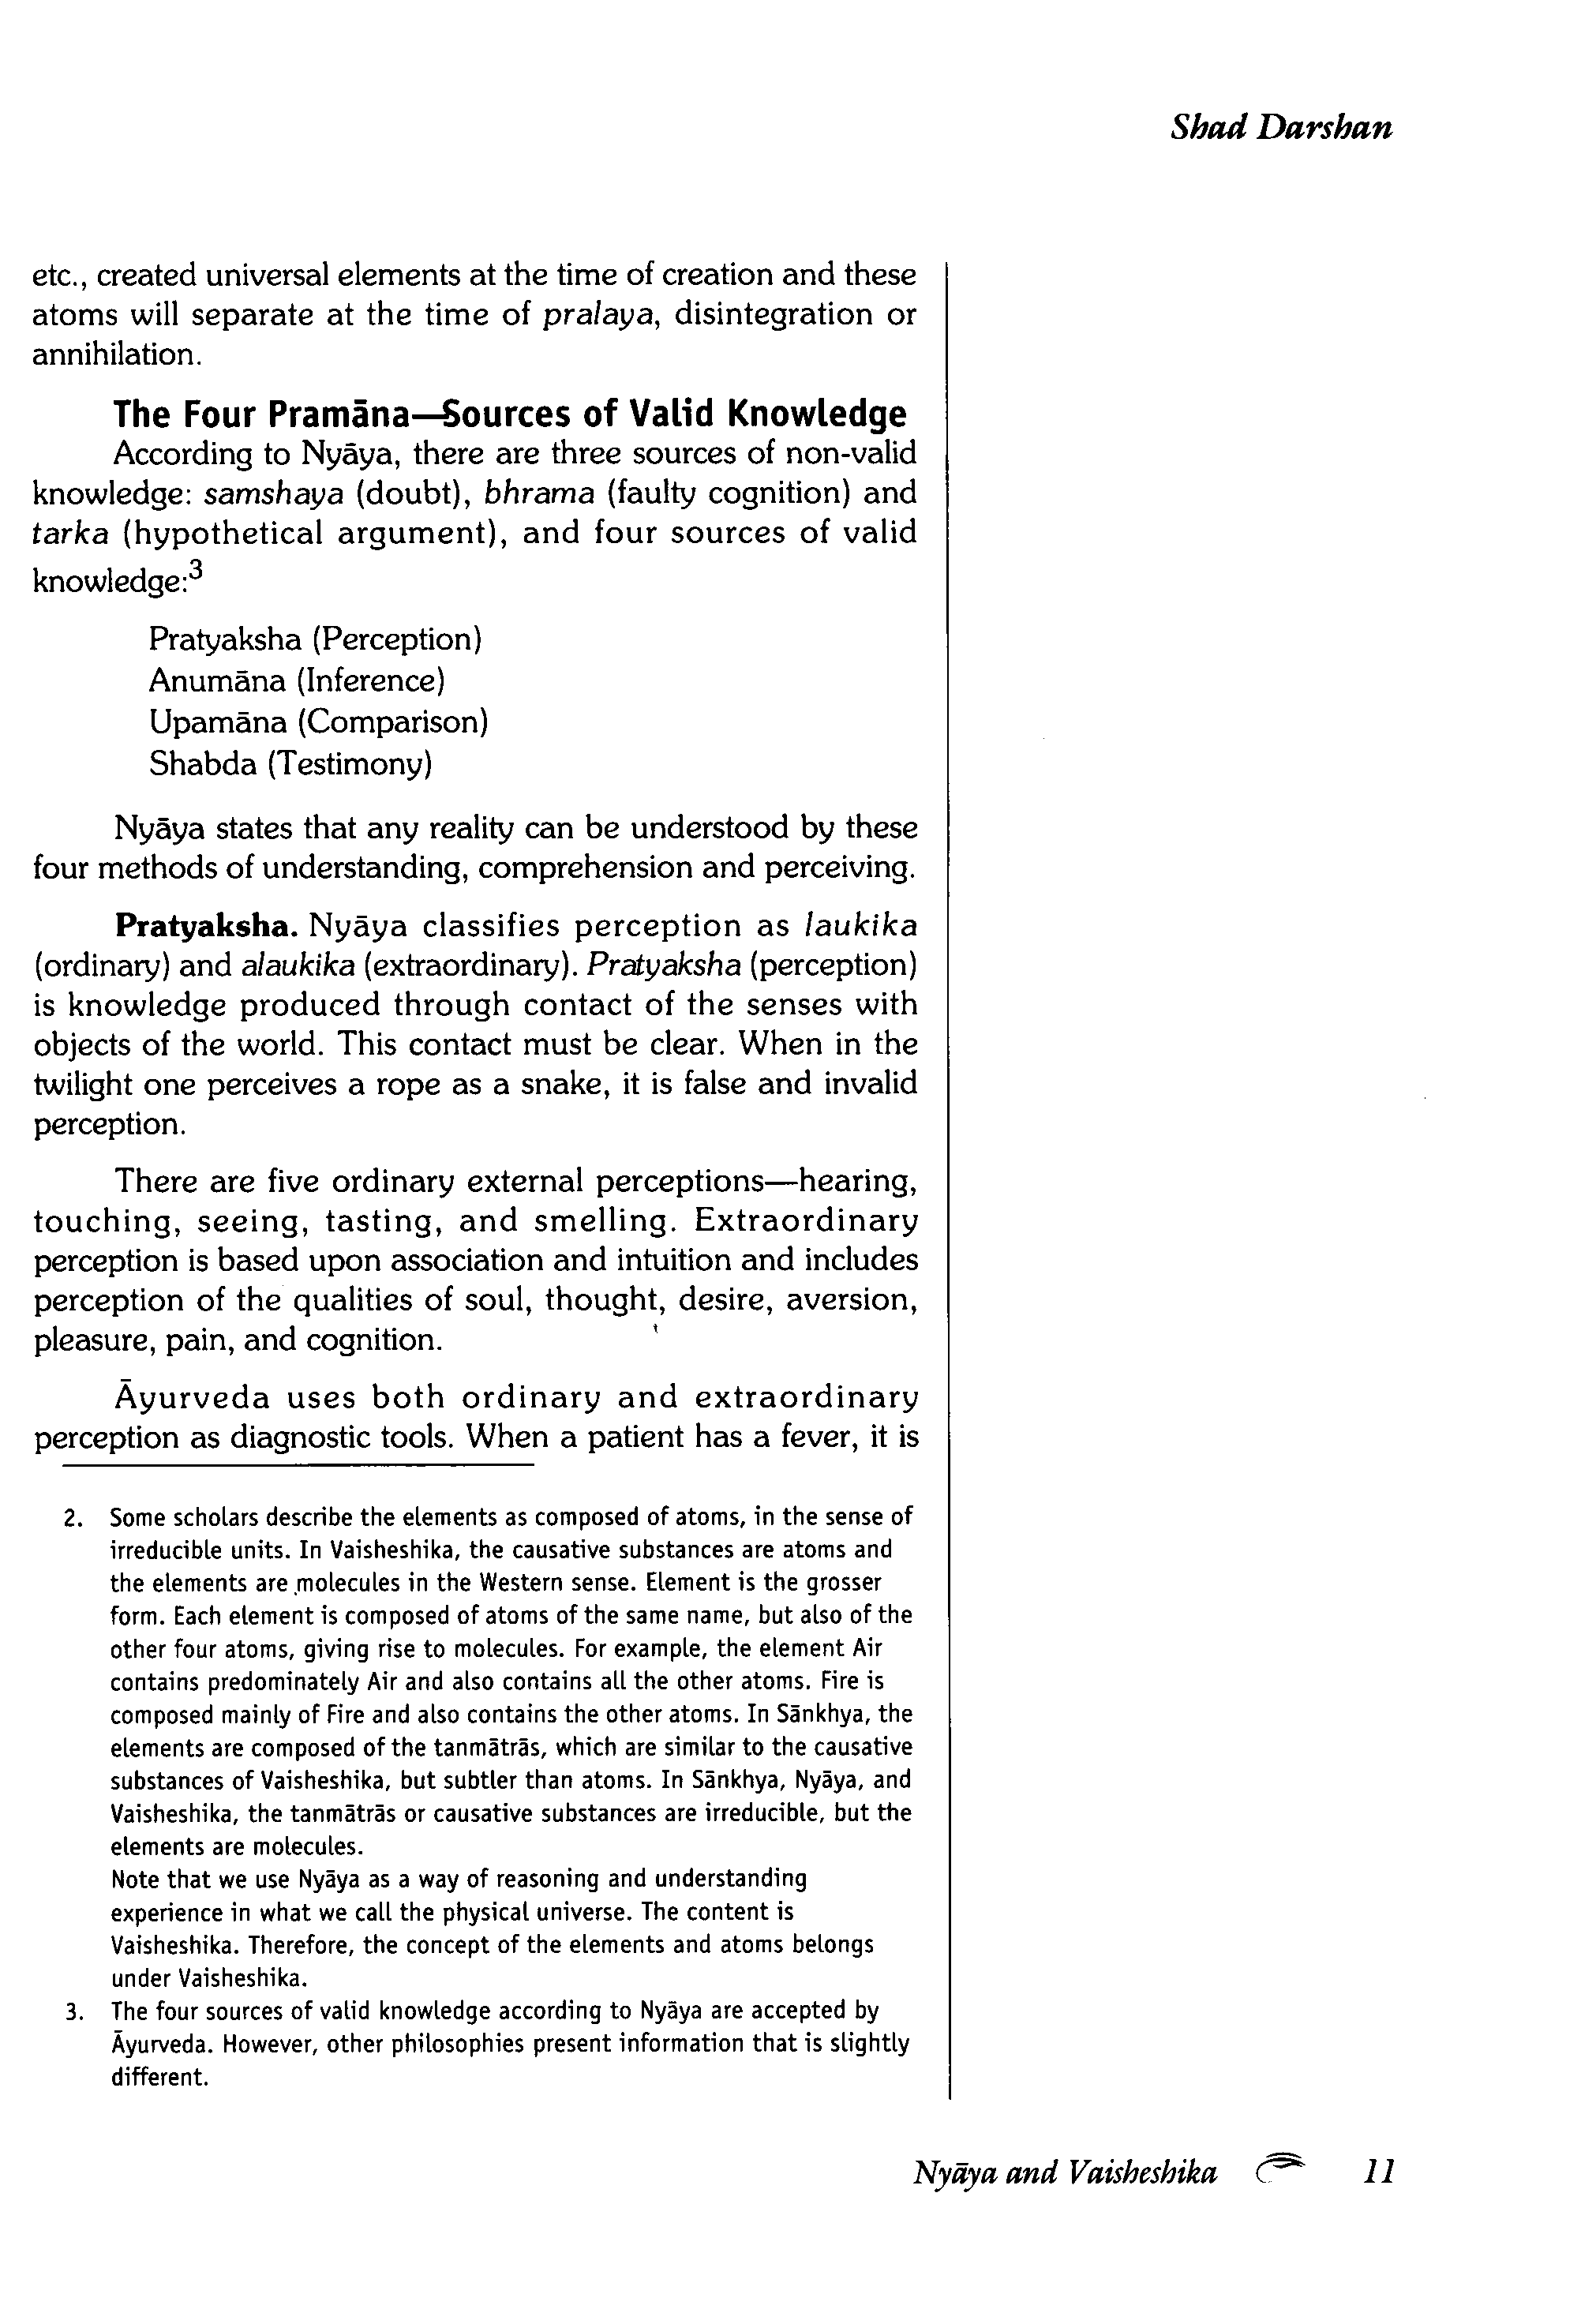 Shad Darshan
etc., created universal elements at the time of creation and these
atoms will separate at the time of pralaya, disintegration or
annihilation.
The Four Pramāna—Sources of Valid Knowledge
According to Nyāya, there are three sources of non-valid
knowledge: samshaya (doubt), bhrama (faulty cognition) and
tarka (hypothetical argument), and four sources of valid
knowledge:3
Pratyaksha (Perception)
Anumāna (Inference)
Upamāna (Comparison)
Shabda (Testimony)
Nyāya states that any reality can be understood by these
four methods of understanding, comprehension and perceiving.
Pratyaksha. Nyāya classifies perception as laukika
(ordinary) and alaukika (extraordinary). Pratyaksha (perception)
is knowledge produced through contact of the senses with
objects of the world. This contact must be clear. When in the
twilight one perceives a rope as a snake, it is false and invalid
perception.
There are five ordinary external perceptions—hearing,
touching, seeing, tasting, and smelling. Extraordinary
perception is based upon association and intuition and includes
perception of the qualities of soul, thought, desire, aversion,
pleasure, pain, and cognition.
Āyurveda uses both ordinary and extraordinary
perception as diagnostic tools. When a patient has a fever, it is
2. Some scholars describe the elements as composed of atoms, in the sense of
irreducible units. In Vaisheshika, the causative substances are atoms and
the elements are molecules in the Western sense. Element is the grosser
form. Each element is composed of atoms of the same name, but also of the
other four atoms, giving rise to molecules. For example, the element Air
contains predominately Air and also contains all the other atoms. Fire is
composed mainly of Fire and also contains the other atoms. In Sānkhya, the
elements are composed of the tanmātrās, which are similar to the causative
substances of Vaisheshika, but subtler than atoms. In Sānkhya, Nyāya, and
Vaisheshika, the tanmātrās or causative substances are irreducible, but the
elements are molecules.
Note that we use Nyāya as a way of reasoning and understanding
experience in what we call the physical universe. The content is
Vaisheshika. Therefore, the concept of the elements and atoms belongs
under Vaisheshika.
3. The four sources of valid knowledge according to Nyāya are accepted by
Āyurveda. However, other philosophies present information that is slightly
different.
Nyāya and Vaisheshika 11